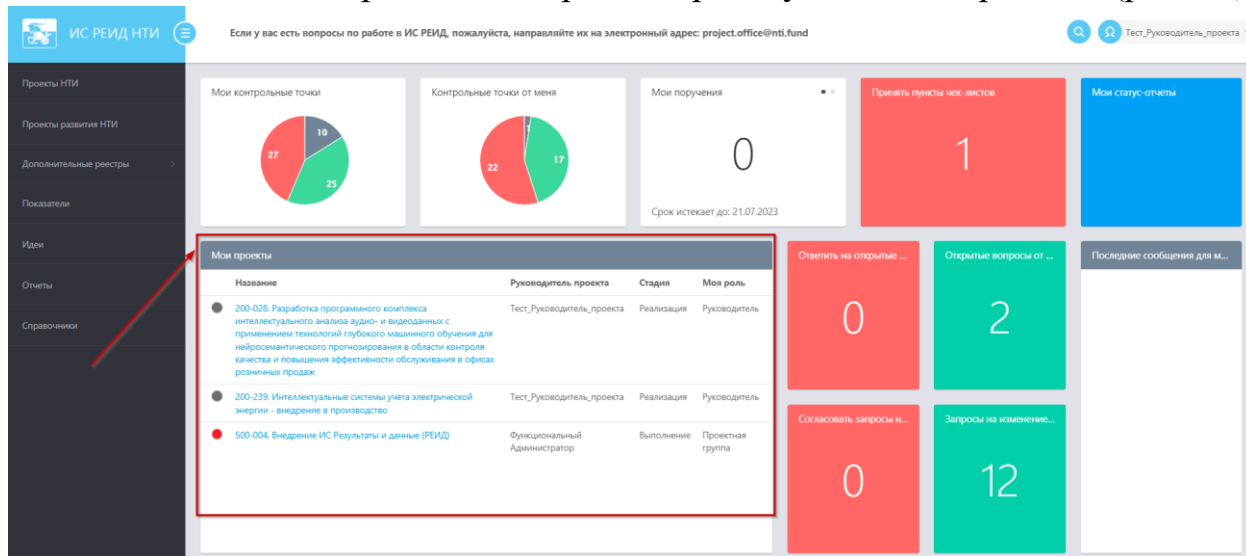 ИС РЕИД НТИ
Если у вас есть вопросы по работе в ИС РЕИД, пожалуйста, направляйте их на электронный адрес: project.office@nti.fund
Тест_Руководитель_проекта
Проекты НТИ
Проекты развития НТИ
Дополнительные реестры
Показатели
Идеи
Отчеты
Справочники
Мои контрольные точки
10
27
25
Контрольные точки от меня
1
22
17
Мои поручения
0
Срок истекает до: 21.07.2023
Принять пункты чек-листов
1
Мои статус-отчеты
Мои проекты
Название Руководитель проекта Стадия Моя роль
200-028. Разработка программного комплекса Тест_Руководитель_проекта Реализация Руководитель
интеллектуального анализа аудио- и видеоданных с
применением технологий глубокого машинного обучения для
нейросемантического прогнозирования в области контроля
качества и повышения эффективности обслуживания в офисах
розничных продаж
200-239. Интеллектуальные системы учёта электрической Тест_Руководитель_проекта Реализация Руководитель
энергии - внедрение в производство
500-004. Внедрение ИС Результаты и данные (РЕИД) Функциональный Выполнение Проектная
Администратор группа
Ответить на открытые ...
0
Открытые вопросы от ...
2
Последние сообщения для м...
Согласовать запросы н...
0
Запросы на изменение...
12